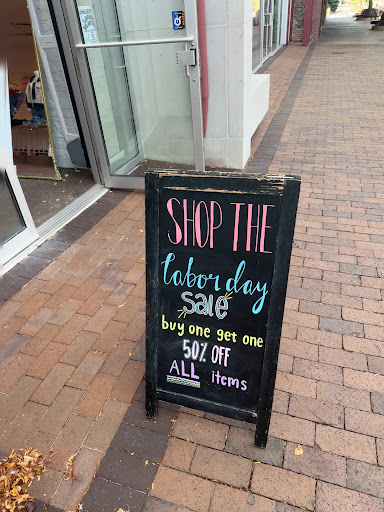 SHOP THE
labor day
SALE
buy one get one
50% OFF
ALL items